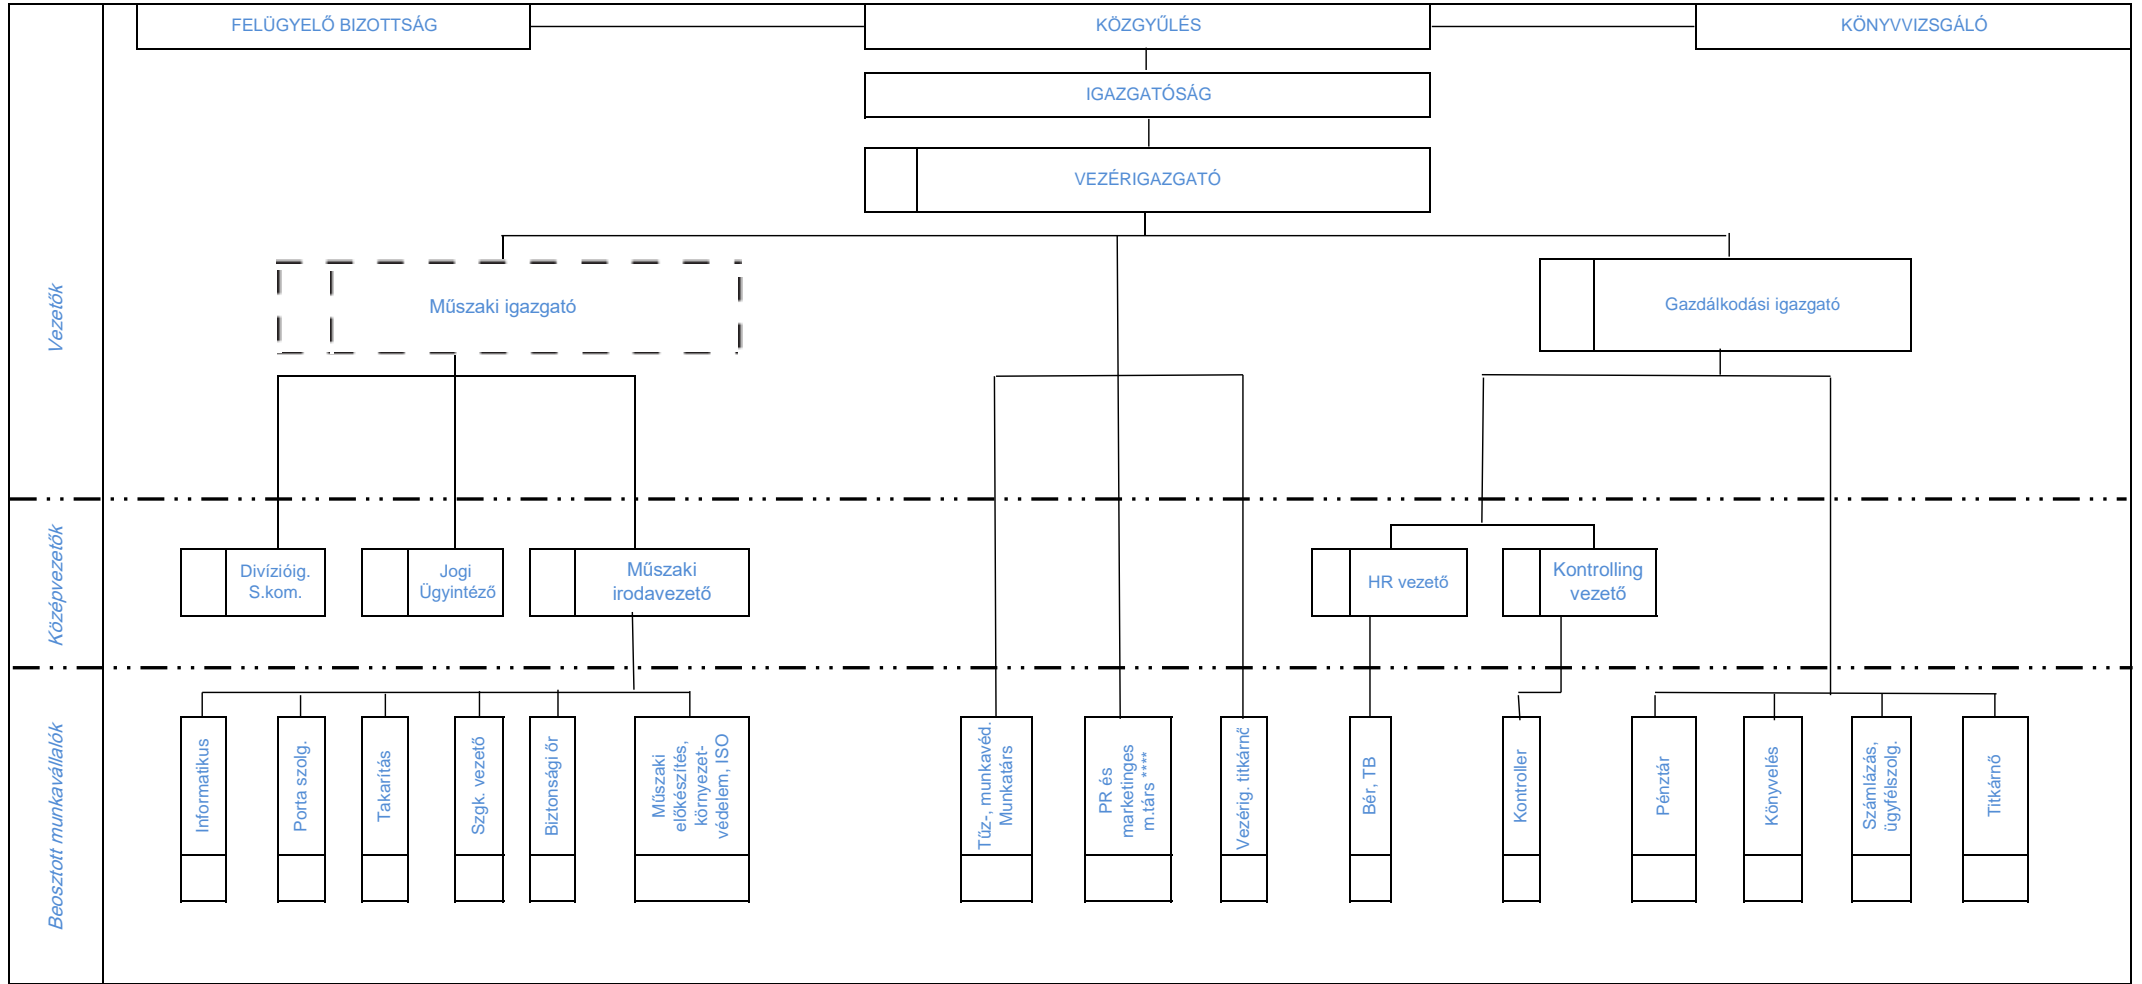 FELÜGYELŐ BIZOTTSÁG
KÖZGYŰLÉS
KÖNYVVIZSGÁLÓ
IGAZGATÓSÁG
VEZÉRIGAZGATÓ
Vezetők
Műszaki igazgató
Gazdálkodási igazgató
Középvezetők
Divízióig.
S.kom.
Jogi
Ügyintéző
Műszaki
irodavezető
HR vezető
Kontrolling
vezető
Beosztott munkavállalók
Informatikus
Porta szolg.
Takarítás
Szgk. vezető
Biztonsági őr
Műszaki
előkészítés,
környezet-
védelem, ISO
Tűz-, munkavéd.
Munkatárs
PR és
marketinges
m.társ ****
Vezérig. titkárnő
Bér, TB
Kontroller
Pénztár
Könyvelés
Számlázás,
ügyfélszolg.
Titkárnő